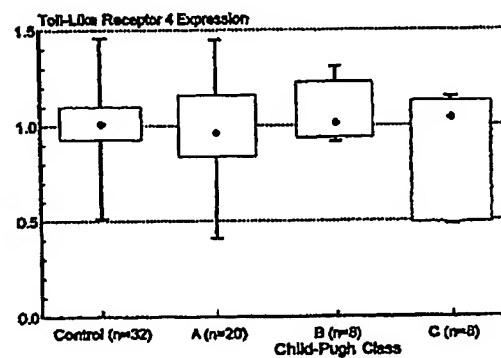 Toll-Like Receptor 4 Expression
1.5
1.0
0.5
0.0
Control (n=32) A (n=20) B (n=8) C (n=8)
Child-Pugh Class